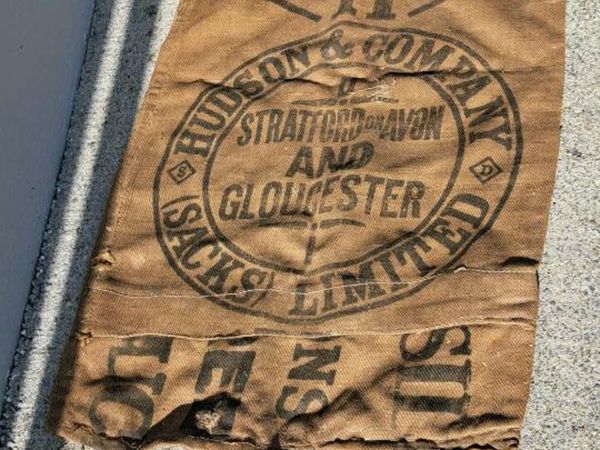 HUDSON & COMPANY
(SACKS) LIMITED
STRATFORD ON AVON
AND
GLOUCESTER
S
C